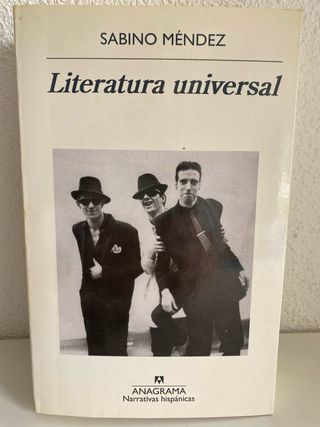 SABINO MÉNDEZ
Literatura universal
ANAGRAMA
Narrativas hispánicas